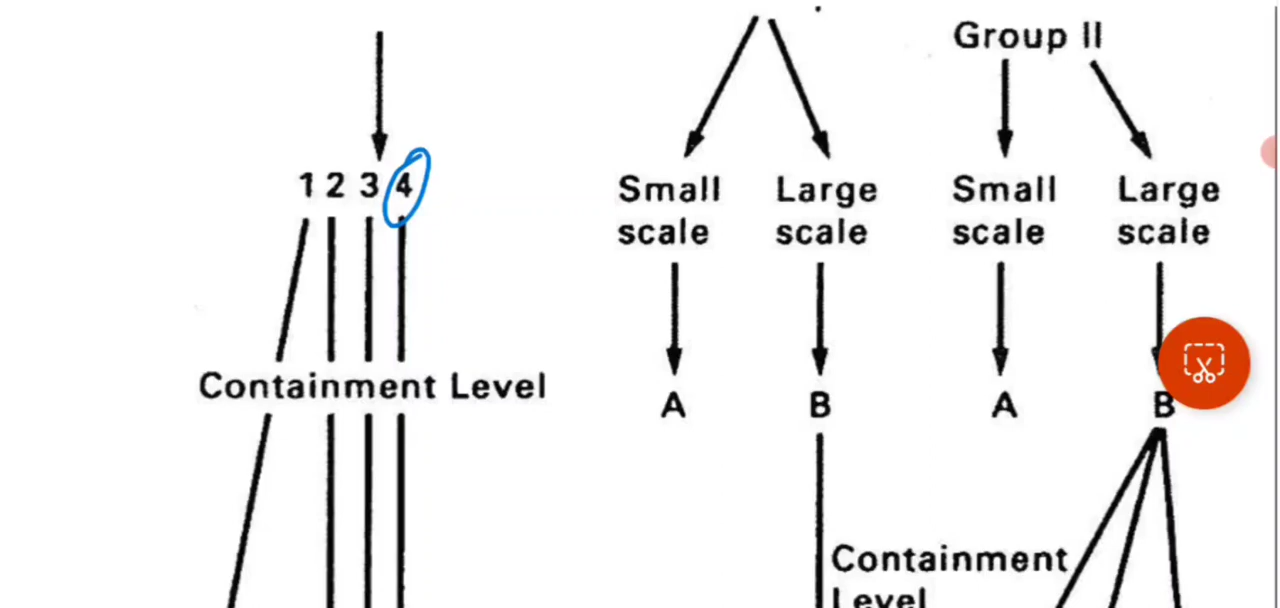 Group II
1 2 3 4
Small scale
Large scale
Small scale
Large scale
Containment Level
A
B
A
B
Containment
Level